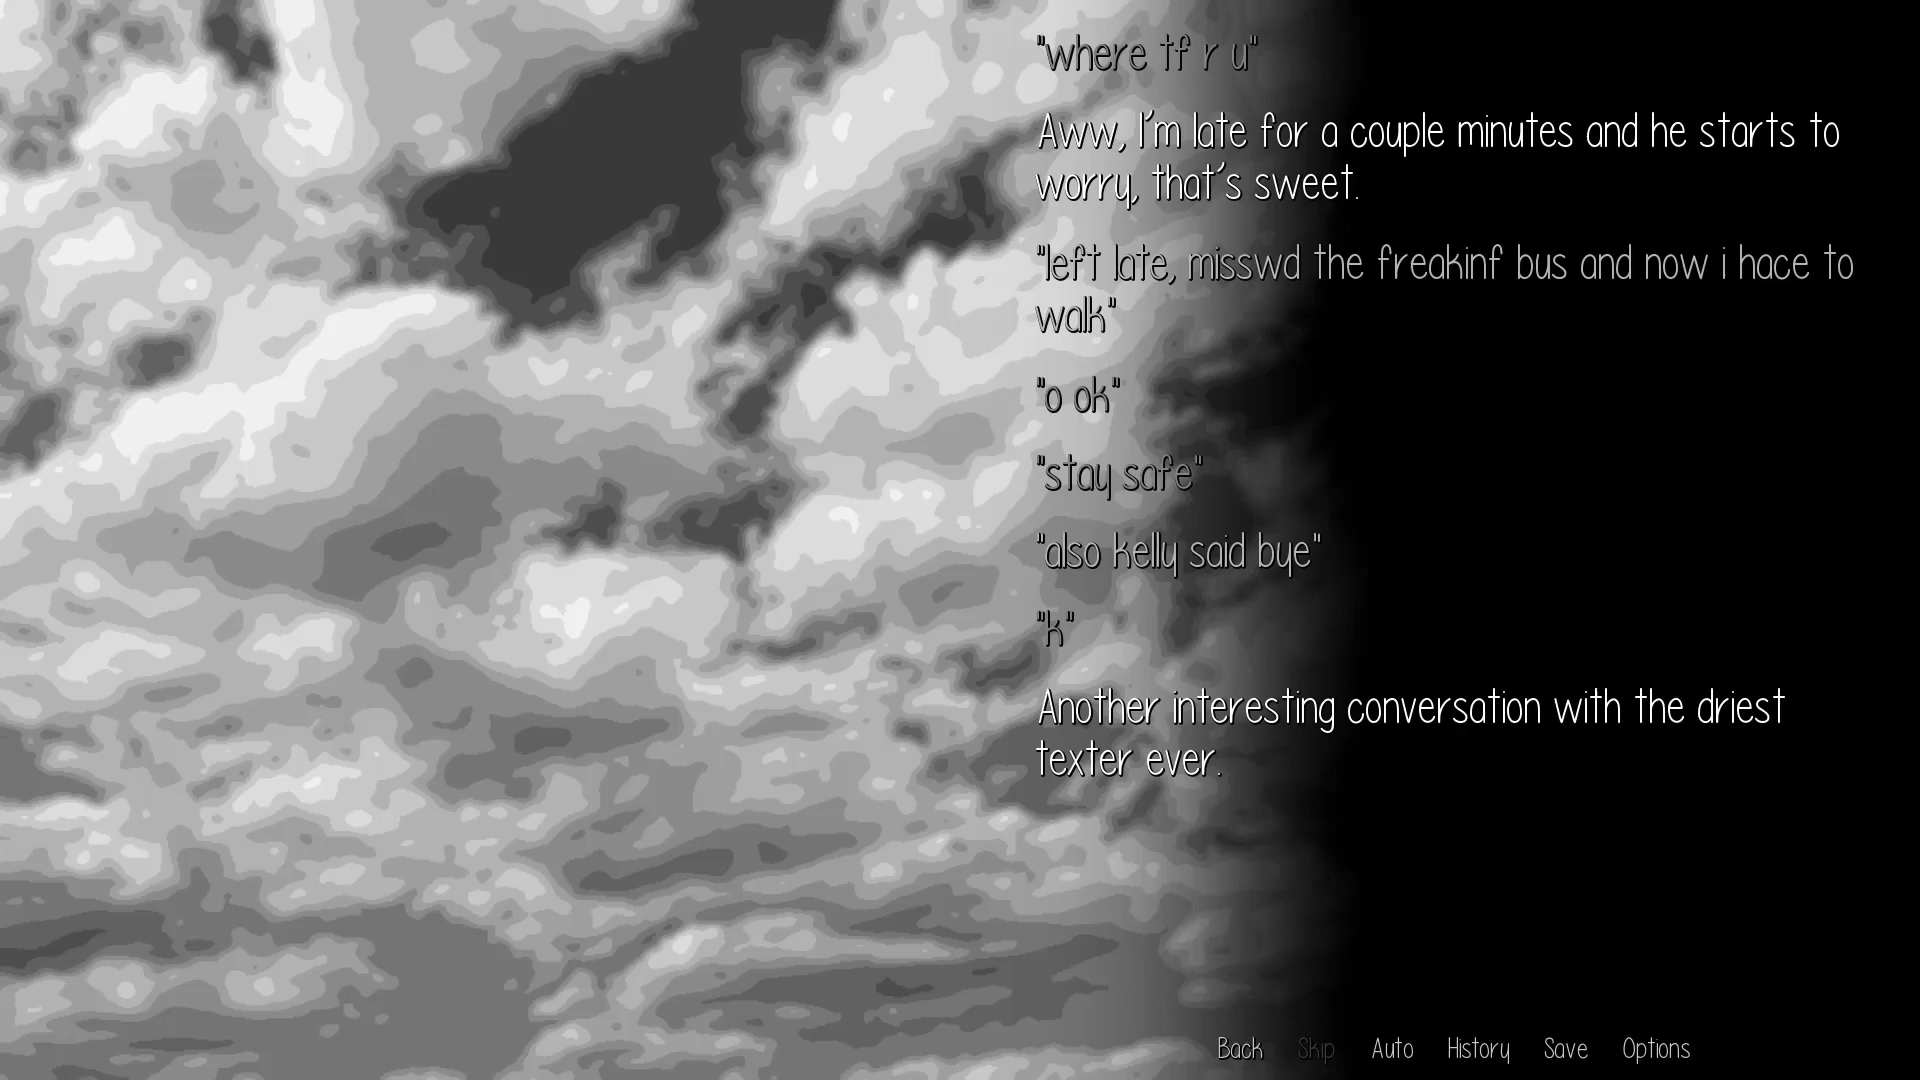 "where tf r u"
Aww, I'm late for a couple minutes and he starts to
worry, that's sweet.
"left late, misswd the freakinf bus and now i hace to
walk"
"o ok"
"stay safe"
"also kelly said bye"
"k"
Another interesting conversation with the driest
texter ever.
Back Skip Auto History Save Options